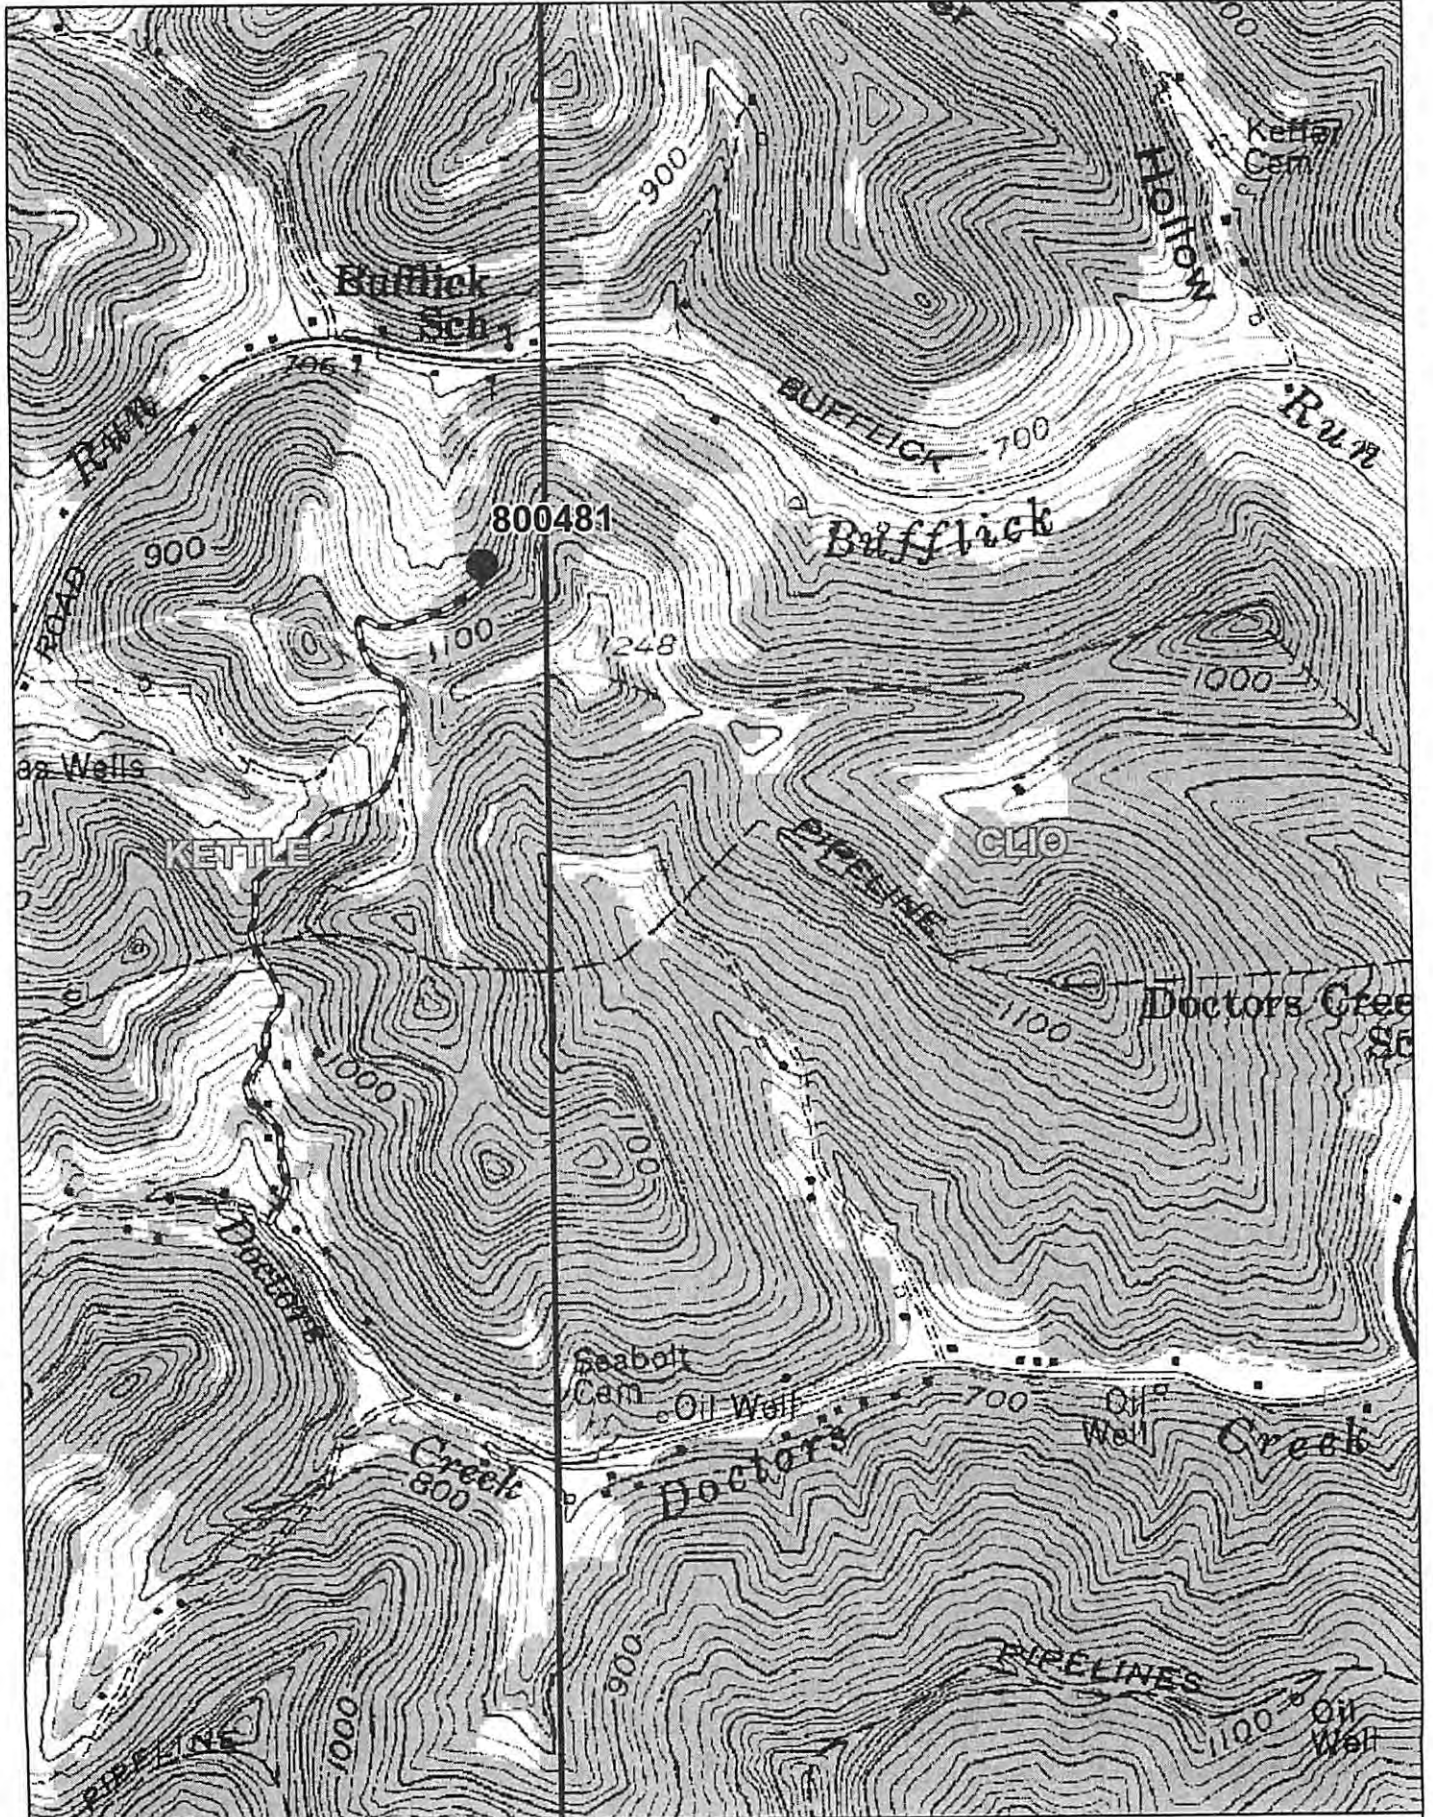 900
Keffer
Cem
Hollow
Bufflick
Sch
706
Run
BUFFLICK
700
Run
800481
Bufflick
900
ROAD
1100
1248
1000
as Wells
KETTLE
PIPELINE
CLIO
Doctors Cree
1100
1000
1100
Doctors
Seabolt
Cem
Oil Well
700
Oil
Well
Creek
Creek
800
Doctors
900
PIPELINES
1100
Oil
Well
PIPELINE
1000